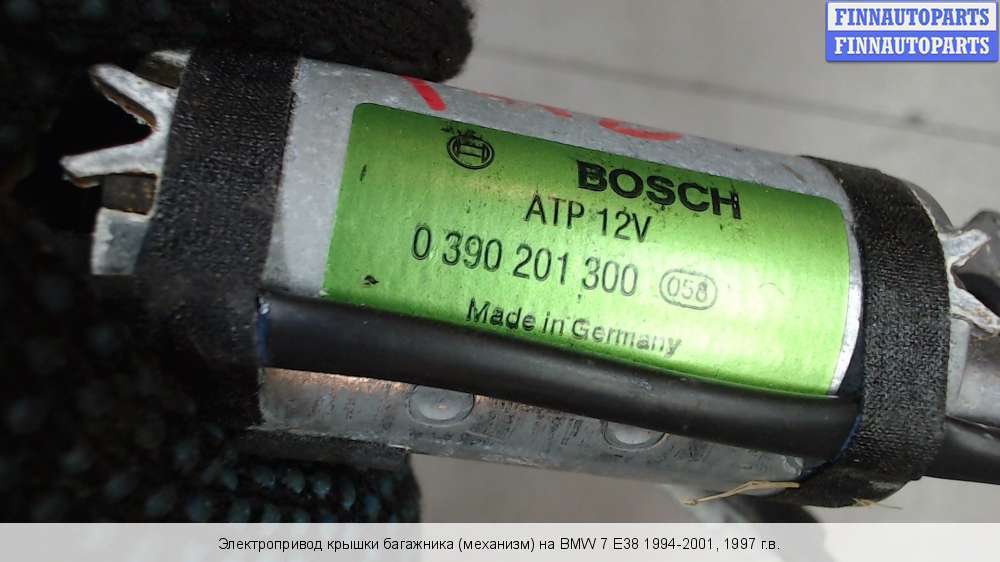 FINNAUTOPARTS
FINNAUTOPARTS
BOSCH
ATP 12V
0 390 201 300 058
Made in Germany
Электропривод крышки багажника (механизм) на BMW 7 E38 1994-2001, 1997 г.в.